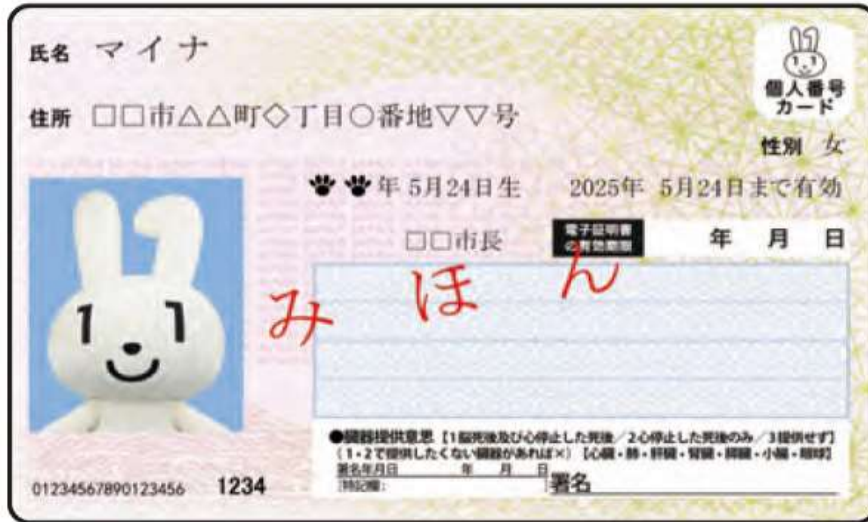 氏名 マイナ
個人番号
カード
住所 □□市△△町◇丁目○番地▽▽号
性別 女
年 5月24日生 2025年 5月24日まで有効
□□市長 電子証明書
の有効期限 年 月 日
みほん
●臓器提供意思【1脳死後及び心停止した死後／2心停止した死後のみ／3提供せず】
(1・2で提供したくない臓器があれば×)【心臓・肺・肝臓・腎臓・膵臓・小腸・眼球】
署名年月日 年 月 日
[特記欄: ]署名
01234567890123456 1234